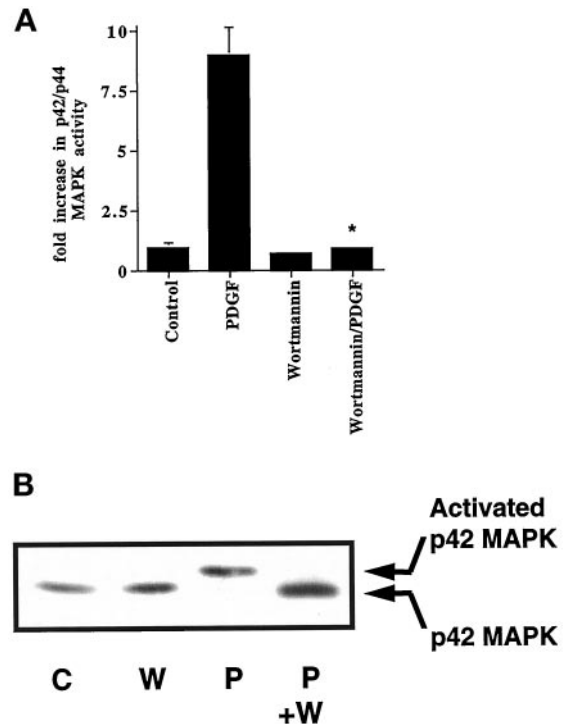 A
fold increase in p42/p44
MAPK activity
10
7.5
5
2.5
0
*
Control
PDGF
Wortmannin
Wortmannin/PDGF
B
Activated
p42 MAPK
p42 MAPK
C W P P
+W